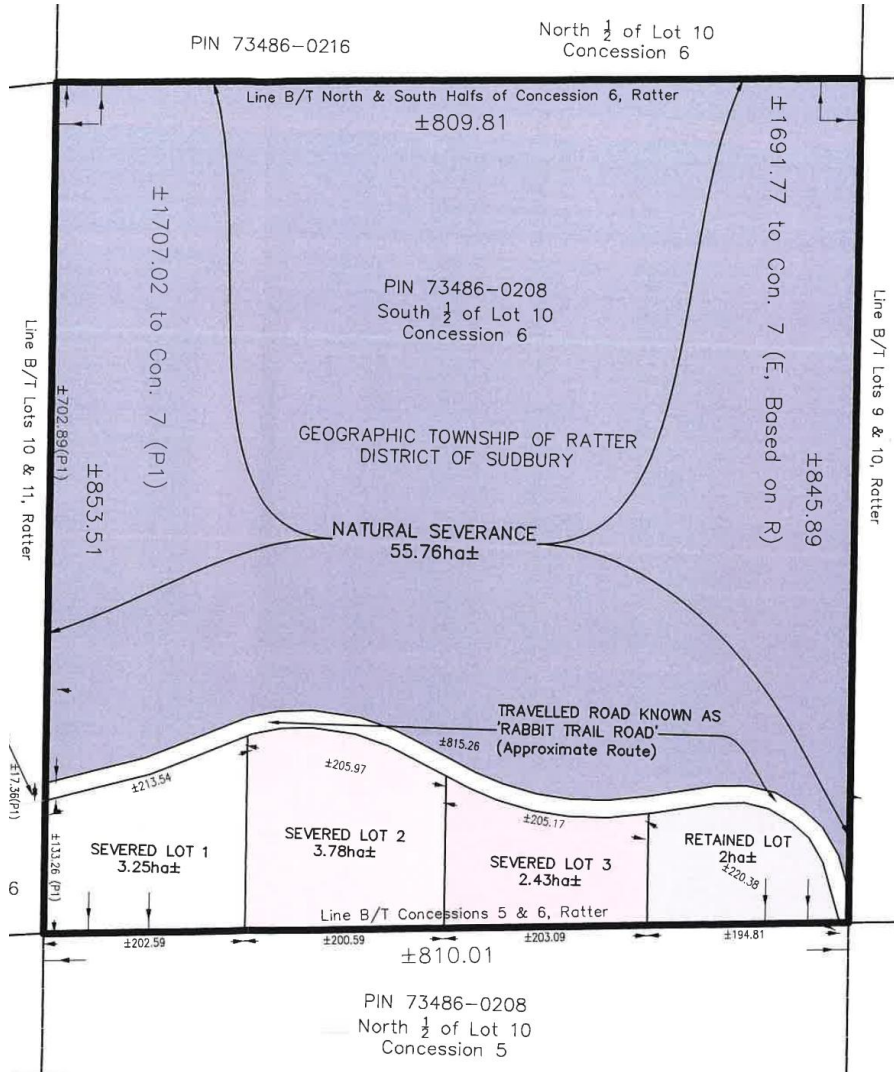 PIN 73486-0216
North 1/2 of Lot 10
Concession 6
Line B/T North & South Halfs of Concession 6, Ratter
±809.81
±1707.02 to Con. 7 (P1)
±1691.77 to Con. 7 (E, Based on R)
PIN 73486-0208
South 1/2 of Lot 10
Concession 6
Line B/T Lots 10 & 11, Ratter
Line B/T Lots 9 & 10, Ratter
±702.89(P1)
±853.51
±845.89
GEOGRAPHIC TOWNSHIP OF RATTER
DISTRICT OF SUDBURY
NATURAL SEVERANCE
55.76ha±
TRAVELLED ROAD KNOWN AS
'RABBIT TRAIL ROAD'
(Approximate Route)
±815.26
±17.36(P1)
±213.54
±205.97
±205.17
±220.38
±133.26 (P1)
SEVERED LOT 1
3.25ha±
SEVERED LOT 2
3.78ha±
SEVERED LOT 3
2.43ha±
RETAINED LOT
2ha±
Line B/T Concessions 5 & 6, Ratter
±202.59
±200.59
±203.09
±194.81
±810.01
PIN 73486-0208
North 1/2 of Lot 10
Concession 5